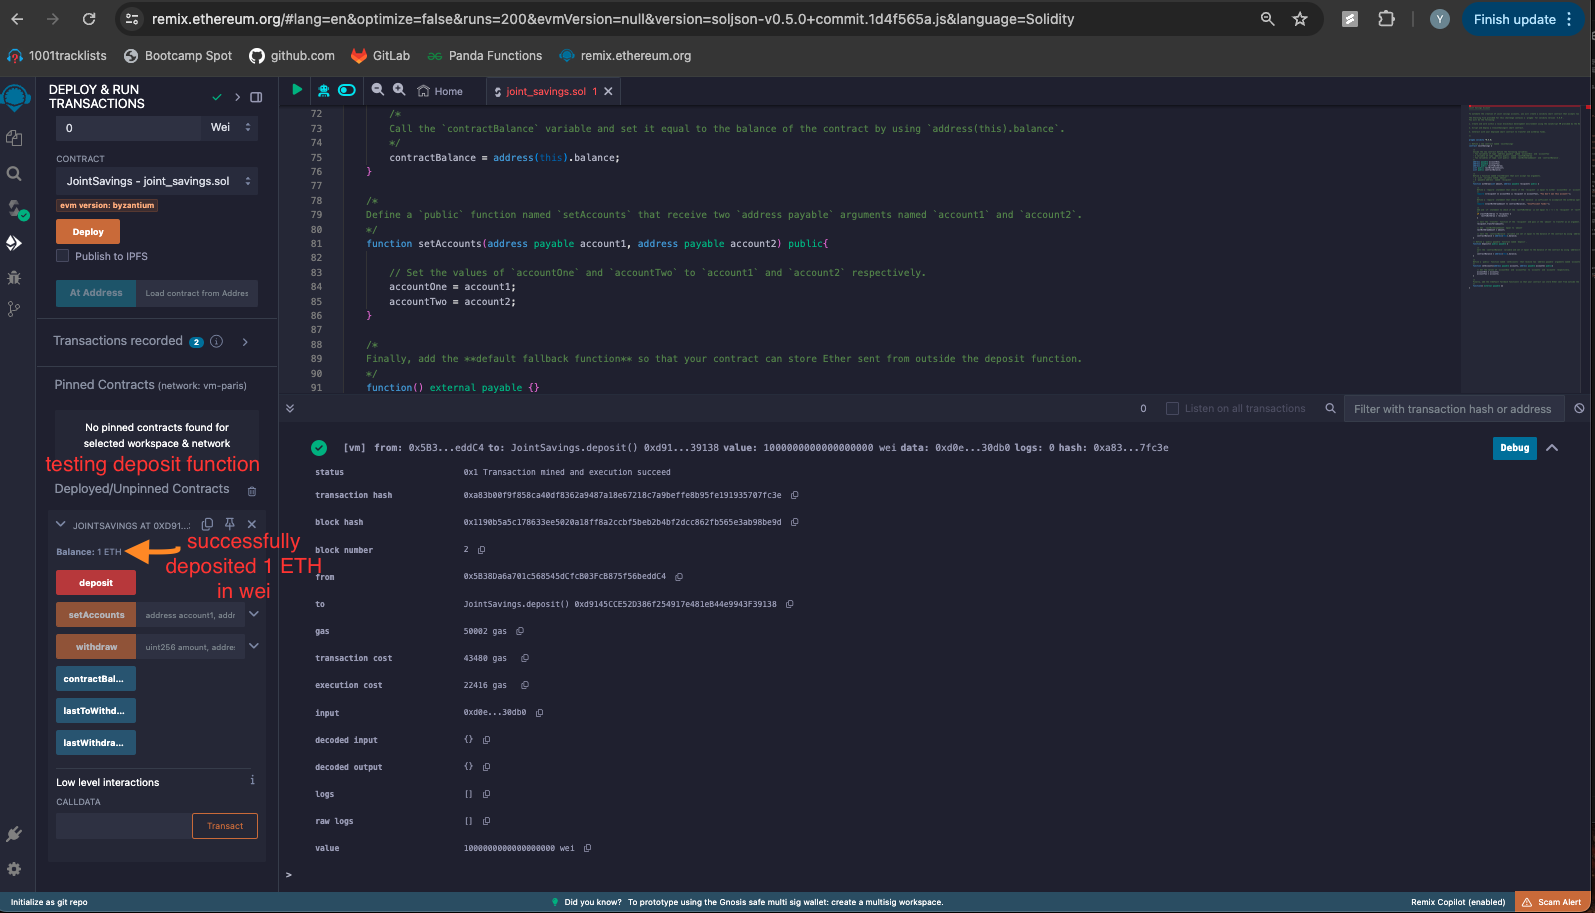 remix.ethereum.org/#lang=en&optimize=false&runs=200&evmVersion=null&version=soljson-v0.5.0+commit.1d4f565a.js&language=Solidity
Y
Finish update
1001tracklists
Bootcamp Spot
github.com
GitLab
Panda Functions
remix.ethereum.org
DEPLOY & RUN
TRANSACTIONS
0
Wei
CONTRACT
JointSavings - joint_savings.sol
evm version: byzantium
Deploy
Publish to IPFS
At Address
Load contract from Addres
Transactions recorded 2 i
Pinned Contracts (network: vm-paris)
No pinned contracts found for
selected workspace & network
testing deposit function
Deployed/Unpinned Contracts
JOINTSAVINGS AT 0XD91...
Balance: 1 ETH
successfully
deposited 1 ETH
in wei
deposit
setAccounts
address account1, addr
withdraw
uint256 amount, addres
contractBal...
lastToWithd...
lastWithdra...
Low level interactions
i
CALLDATA
Transact
Home
joint_savings.sol 1
72 /*
73 Call the `contractBalance` variable and set it equal to the balance of the contract by using `address(this).balance`.
74 */
75 contractBalance = address(this).balance;
76 }
77
78 /*
79 Define a `public` function named `setAccounts` that receive two `address payable` arguments named `account1` and `account2`.
80 */
81 function setAccounts(address payable account1, address payable account2) public{
82
83 // Set the values of `accountOne` and `accountTwo` to `account1` and `account2` respectively.
84 accountOne = account1;
85 accountTwo = account2;
86 }
87
88 /*
89 Finally, add the **default fallback function** so that your contract can store Ether sent from outside the deposit function.
90 */
91 function() external payable {}
0
Listen on all transactions
Filter with transaction hash or address
[vm] from: 0x5B3...eddC4 to: JointSavings.deposit() 0xd91...39138 value: 1000000000000000000 wei data: 0xd0e...30db0 logs: 0 hash: 0xa83...7fc3e
Debug
status 0x1 Transaction mined and execution succeed
transaction hash 0xa83b00f9f858ca40df8362a9487a18e67218c7a9beffe8b95fe191935707fc3e
block hash 0x1190b5a5c178633ee5020a18ff8a2ccbf5beb2b4bf2dcc862fb565e3ab98be9d
block number 2
from 0x5B38Da6a701c568545dCfcB03FcB875f56beddC4
to JointSavings.deposit() 0xd9145CCE52D386f254917e481eB44e9943F39138
gas 50002 gas
transaction cost 43480 gas
execution cost 22416 gas
input 0xd0e...30db0
decoded input {}
decoded output {}
logs []
raw logs []
value 1000000000000000000 wei
>
Initialize as git repo
Did you know? To prototype using the Gnosis safe multi sig wallet: create a multisig workspace.
Remix Copilot (enabled)
Scam Alert